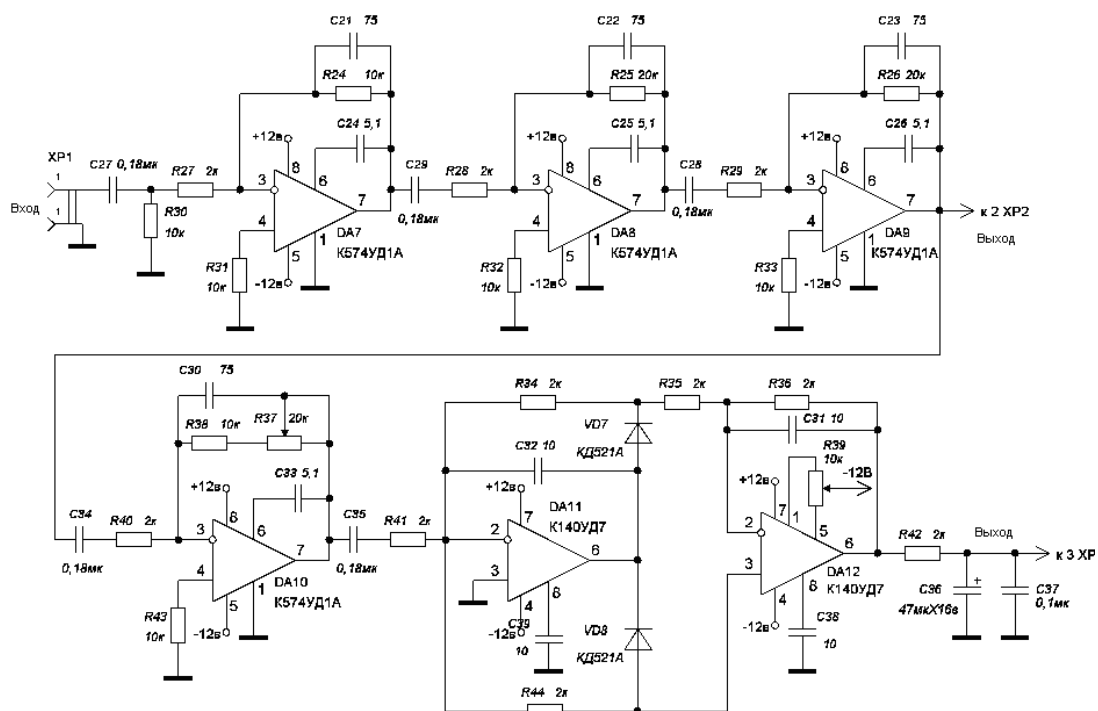 C21 75
C22 75
C23 75
R24 10к
R25 20к
R26 20к
C24 5,1
C25 5,1
C26 5,1
+12в
+12в
+12в
XP1
C27 0,18мк
R27 2к
C29
R28 2к
C28
R29 2к
1
3 8 6
3 8 6
3 8 6
7
7
7
к 2 XP2
Вход
1
R30
10к
4
0,18мк
4
0,18мк
4
Выход
DA7
DA8
DA9
R31
10к
5 1
К574УД1А
R32
10к
5 1
К574УД1А
R33
10к
5 1
К574УД1А
-12в
-12в
-12в
C30 75
R34 2к
R35 2к
R36 2к
R38 10к
R37 20к
VD7
КД521А
C31 10
C32 10
R39
10к
-12В
C33 5,1
+12в
+12в
+12в
DA11
К140УД7
C34
R40 2к
C35
R41 2к
3 8 6
7
2 7
6
7 1
5
2
6
R42 2к
Выход
к 3 XP
0,18мк
4
0,18мк
3
3
DA10
К574УД1А
DA12
К140УД7
C36
47мкХ16в
+
C37
0,1мк
R43
10к
5 1
-12в
4 8
-12в
C39
10
VD8
КД521А
4 8
-12в
C38
10
R44 2к